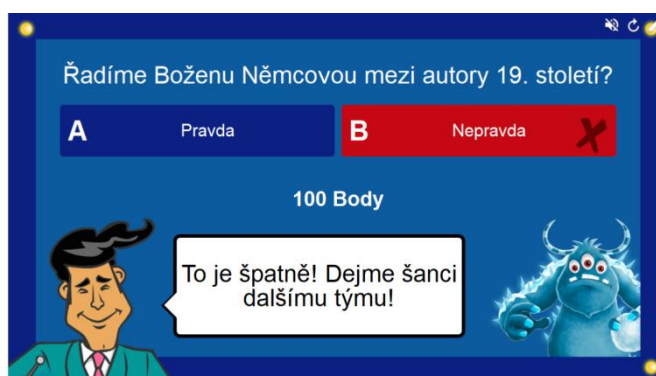 Řadíme Boženu Němcovou mezi autory 19. století?
A Pravda
B Nepravda
100 Body
To je špatně! Dejme šanci
dalšímu týmu!